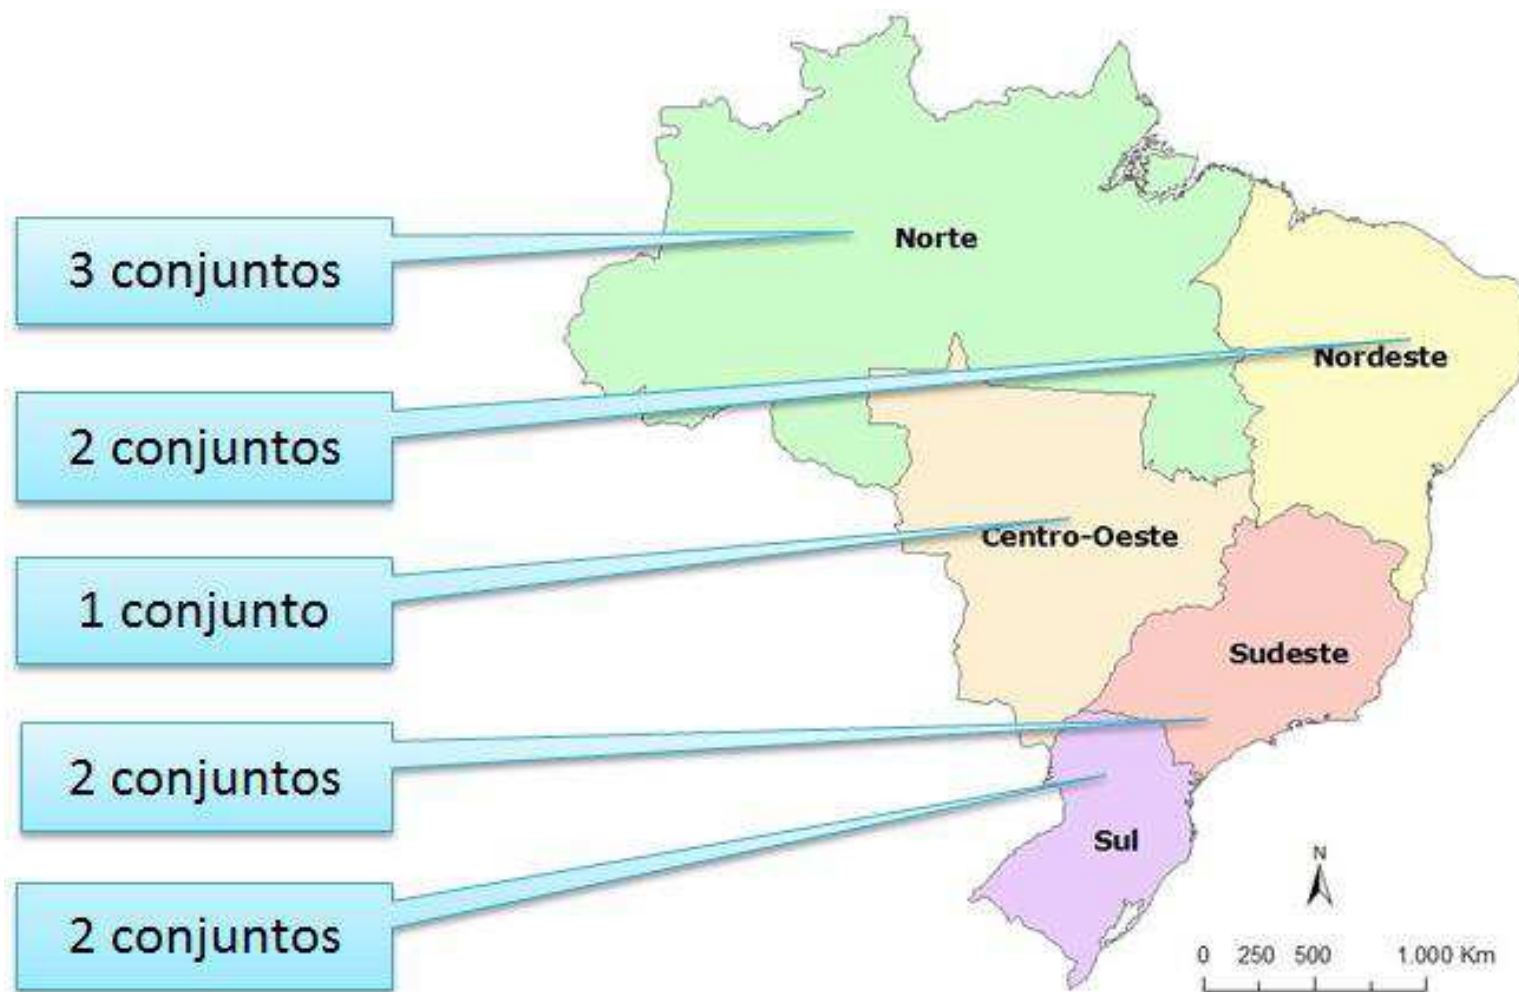 Norte
3 conjuntos
Nordeste
2 conjuntos
Centro-Oeste
1 conjunto
Sudeste
2 conjuntos
Sul
2 conjuntos
N
0 250 500 1.000 Km